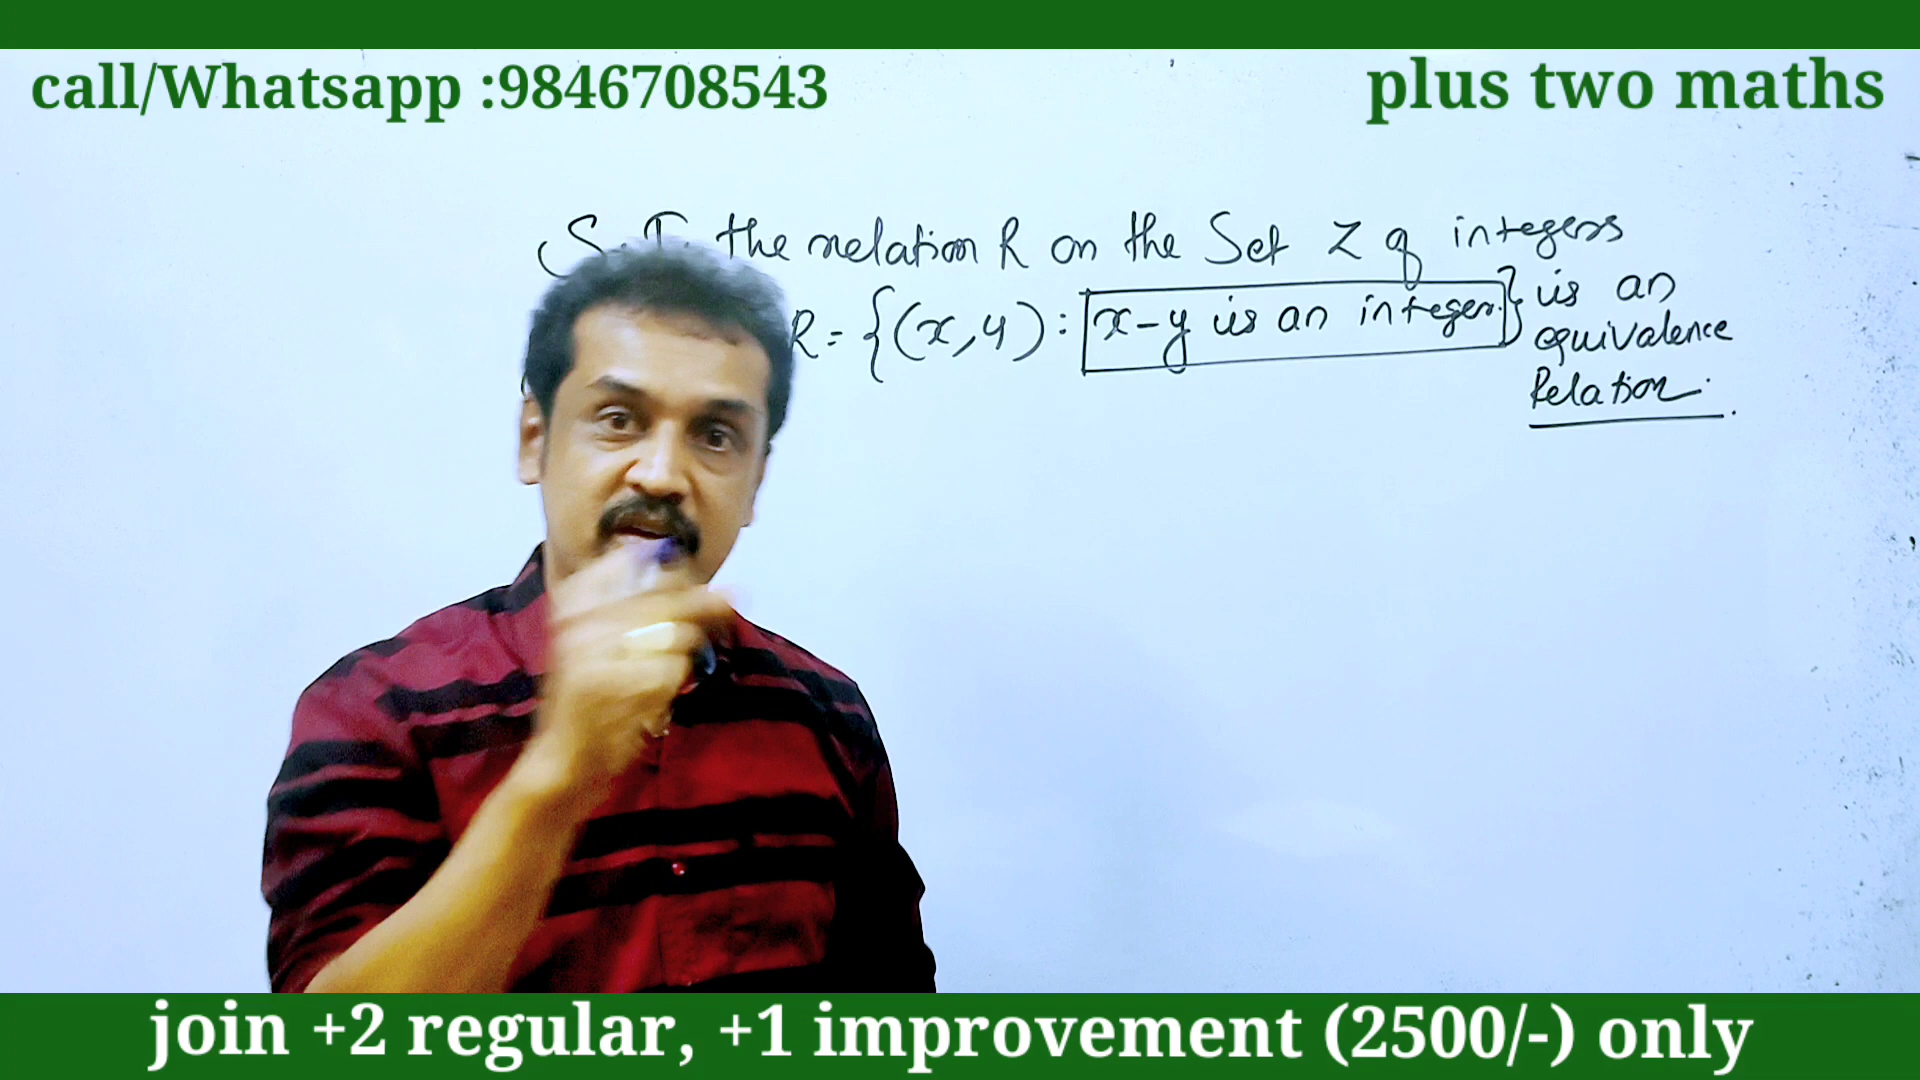 call/Whatsapp :9846708543
plus two maths
S.T. the relation R on the Set Z of integers
R = {(x,y) : x-y is an integer.} is an
equivalence
Relation.
join +2 regular, +1 improvement (2500/-) only